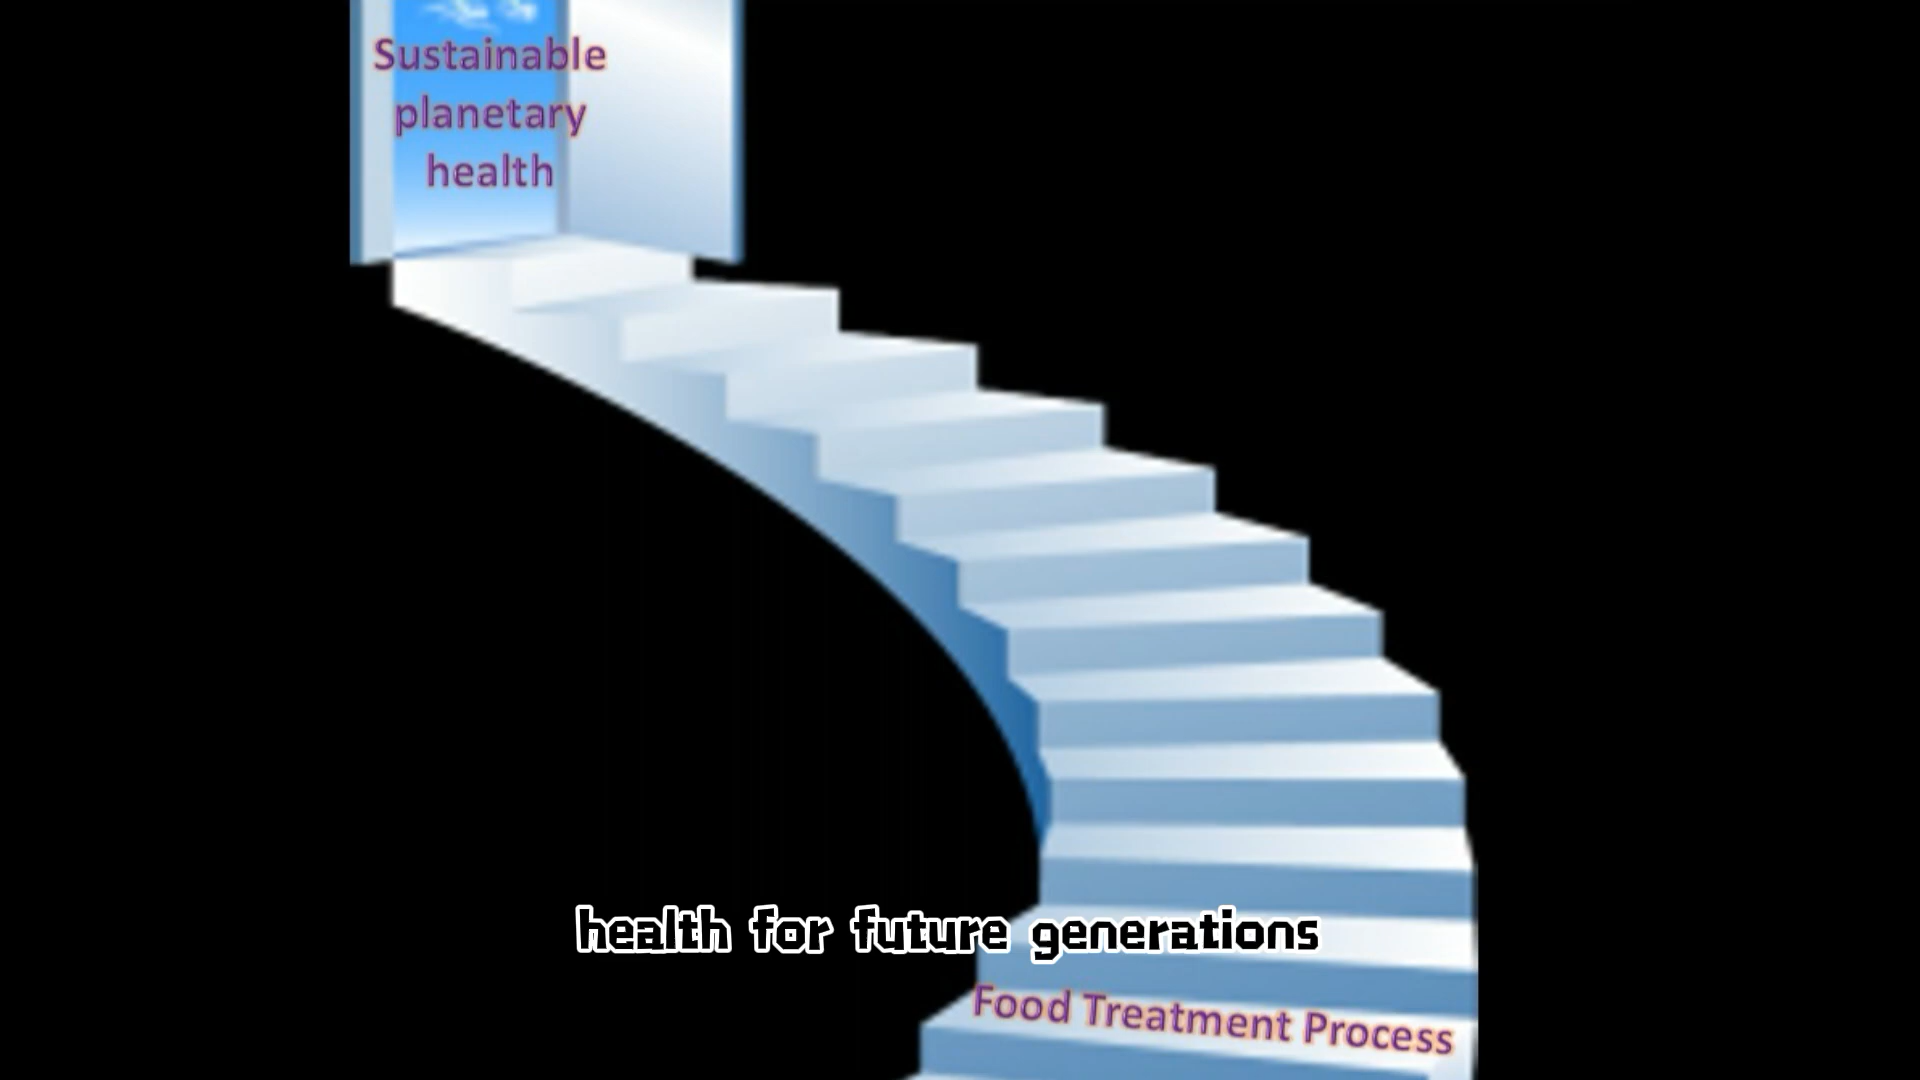 Sustainable
planetary
health
health for future generations
Food Treatment Process